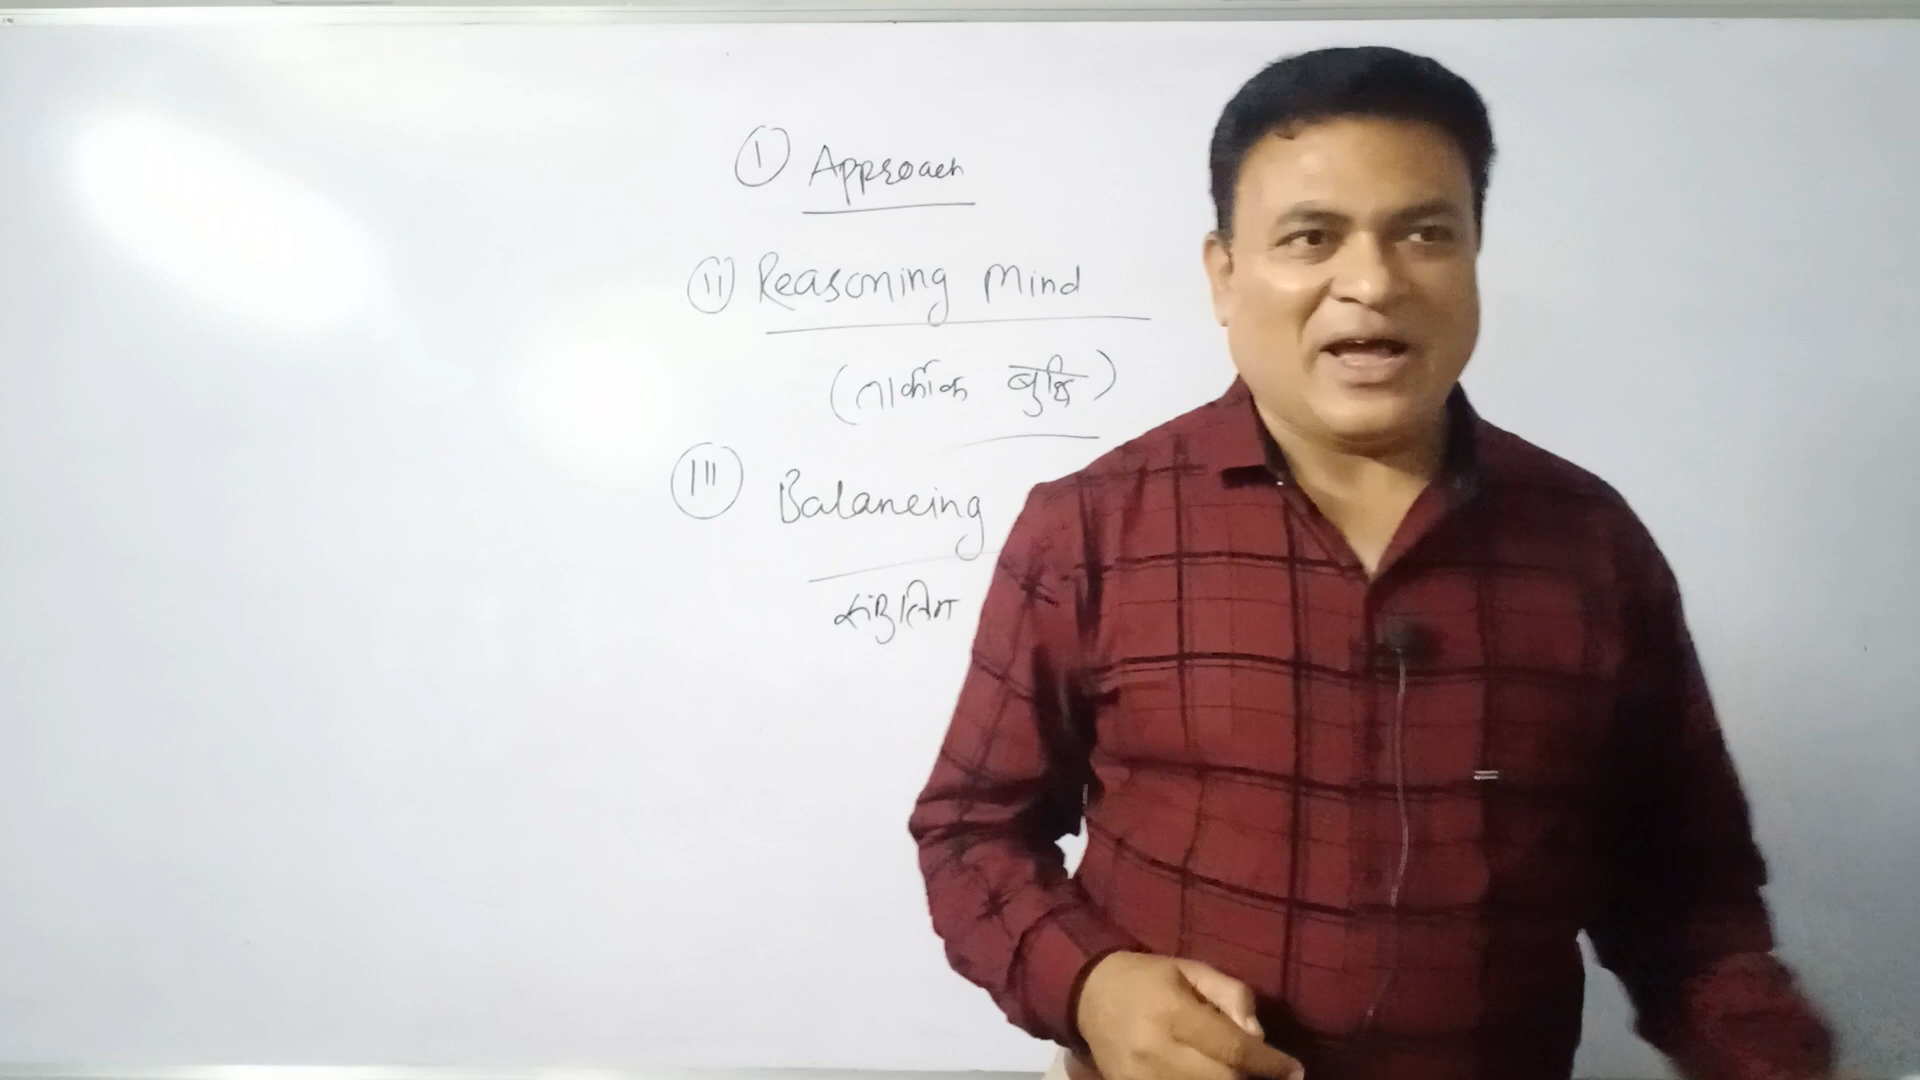 (I) Approach
(II) Reasoning Mind
(तार्कीक बुद्धि)
(III) Balancing
संतुलित